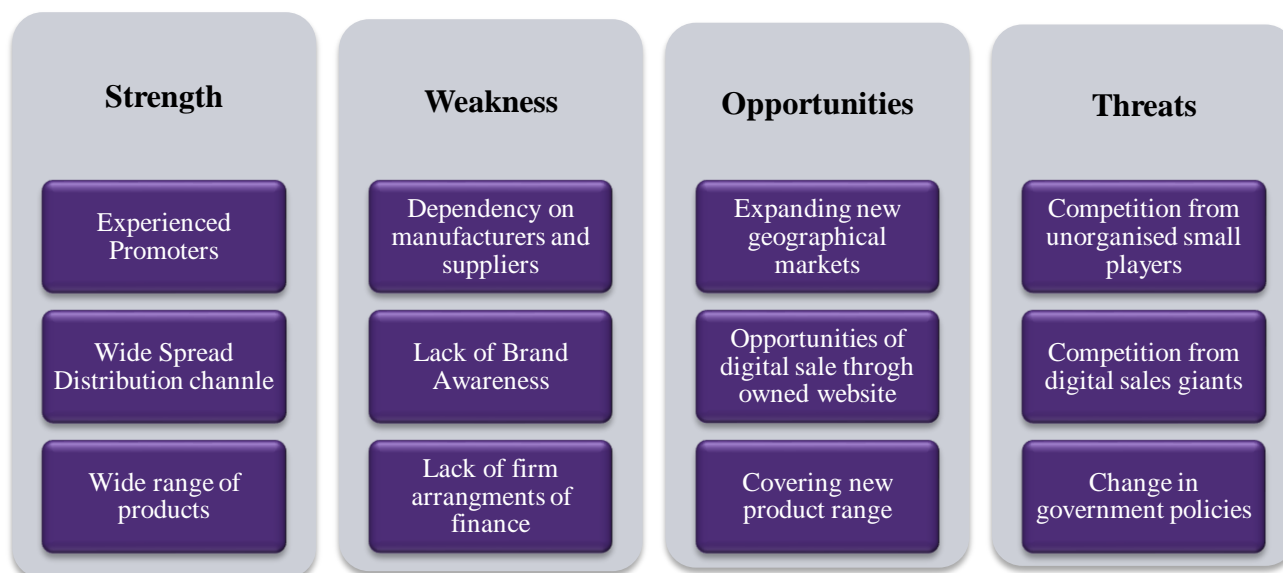 Strength
Experienced
Promoters
Wide Spread
Distribution channle
Wide range of
products
Weakness
Dependency on
manufacturers and
suppliers
Lack of Brand
Awareness
Lack of firm
arrangments of
finance
Opportunities
Expanding new
geographical
markets
Opportunities of
digital sale throgh
owned website
Covering new
product range
Threats
Competition from
unorganised small
players
Competition from
digital sales giants
Change in
government policies